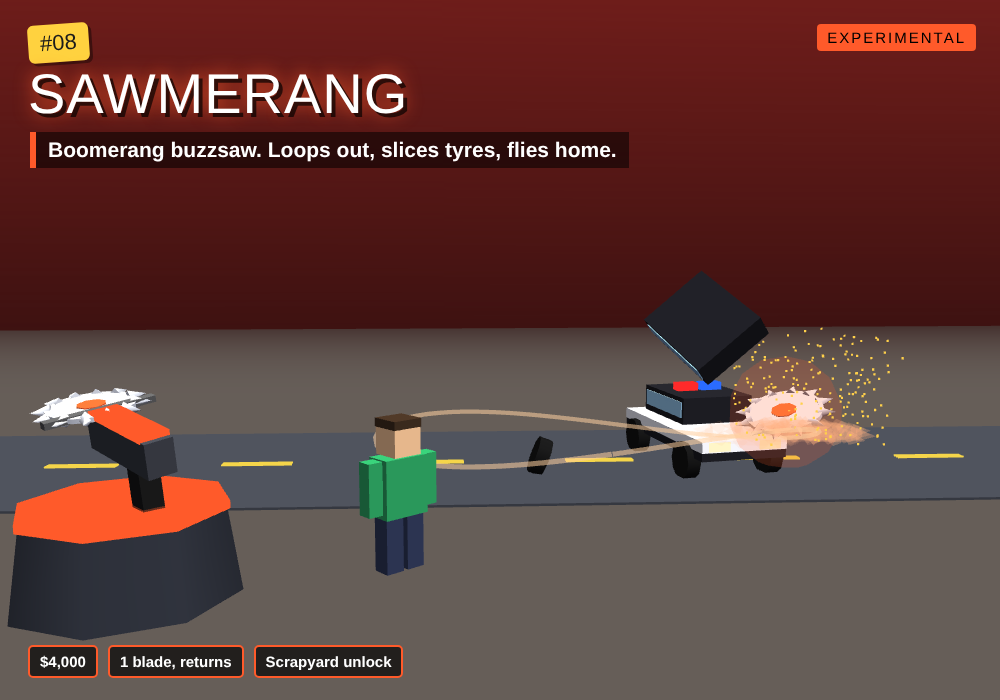 #08
EXPERIMENTAL
SAWMERANG
Boomerang buzzsaw. Loops out, slices tyres, flies home.
$4,000
1 blade, returns
Scrapyard unlock